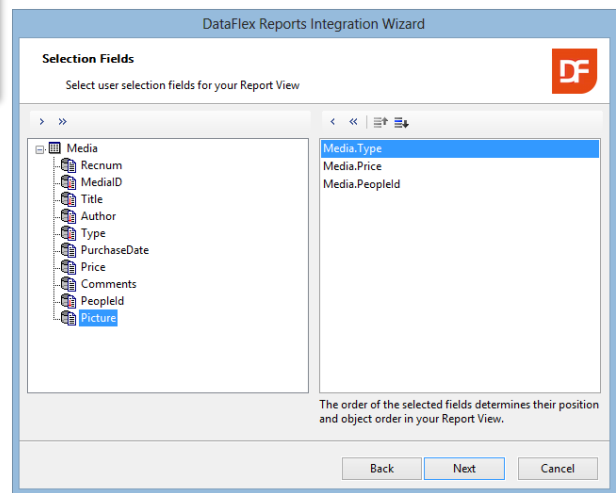 DataFlex Reports Integration Wizard
Selection Fields
Select user selection fields for your Report View
DF
Media
Recnum
MediaID
Title
Author
Type
PurchaseDate
Price
Comments
PeopleId
Picture
Media.Type
Media.Price
Media.PeopleId
The order of the selected fields determines their position
and object order in your Report View.
Back Next Cancel